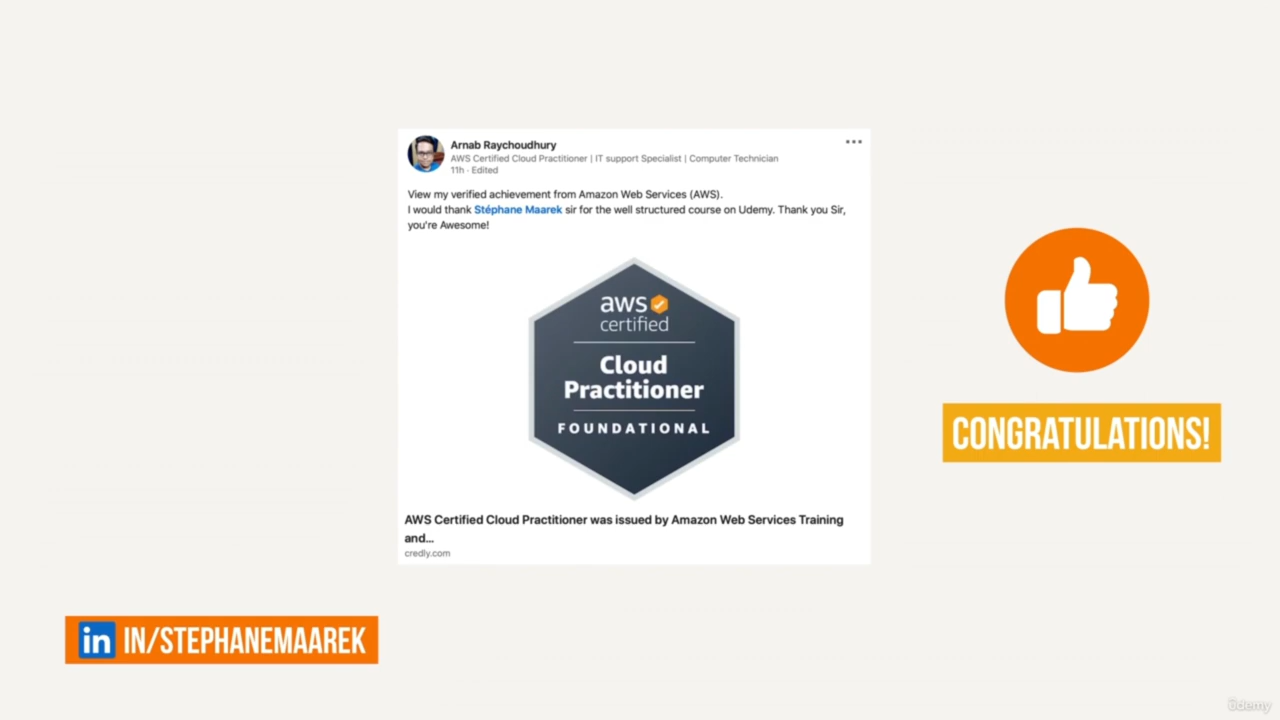 Arnab Raychoudhury
AWS Certified Cloud Practitioner | IT support Specialist | Computer Technician
11h · Edited
View my verified achievement from Amazon Web Services (AWS).
I would thank Stéphane Maarek sir for the well structured course on Udemy. Thank you Sir,
you're Awesome!
aws
certified
Cloud
Practitioner
FOUNDATIONAL
AWS Certified Cloud Practitioner was issued by Amazon Web Services Training
and...
credly.com
CONGRATULATIONS!
in IN/STEPHANEMAAREK
Udemy